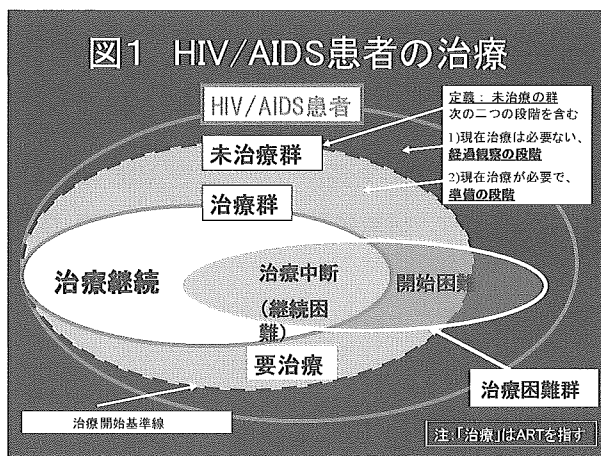 図1 HIV/AIDS患者の治療
HIV/AIDS患者
定義：未治療の群
次の二つの段階を含む
1)現在治療は必要ない、
経過観察の段階
2)現在治療が必要で、
準備の段階
未治療群
治療群
治療継続
治療中断
(継続困
難)
開始困難
要治療
治療困難群
治療開始基準線
注:「治療」はARTを指す